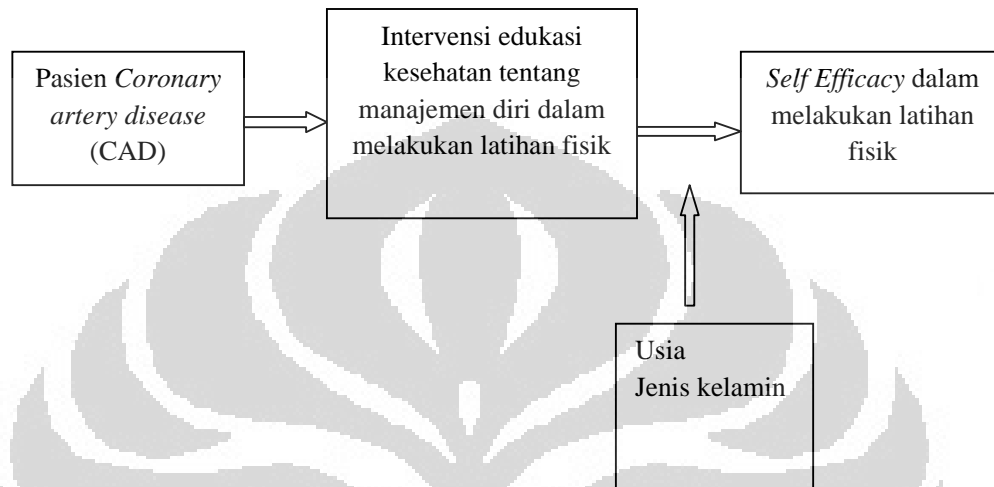 Pasien Coronary
artery disease
(CAD)
Intervensi edukasi
kesehatan tentang
manajemen diri dalam
melakukan latihan fisik
Self Efficacy dalam
melakukan latihan
fisik
Usia
Jenis kelamin